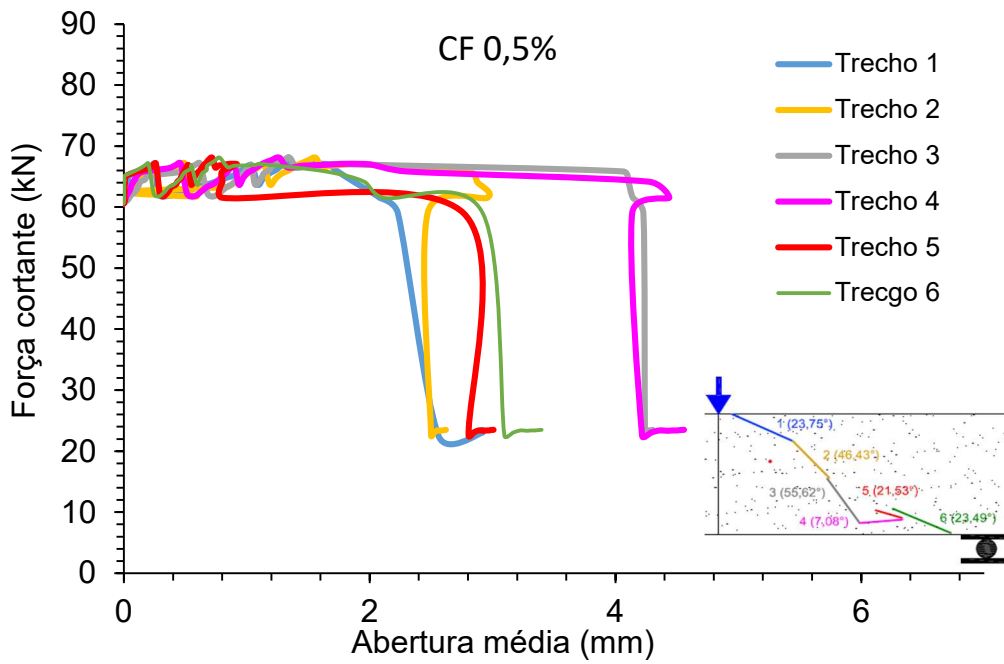 CF 0,5%
Força cortante (kN)
90
80
70
60
50
40
30
20
10
0
0
2
4
6
Abertura média (mm)
Trecho 1
Trecho 2
Trecho 3
Trecho 4
Trecho 5
Trecgo 6
1 (23,75°)
2 (46,43°)
3 (55,62°)
5 (21,53°)
4 (7,08°)
6 (23,49°)